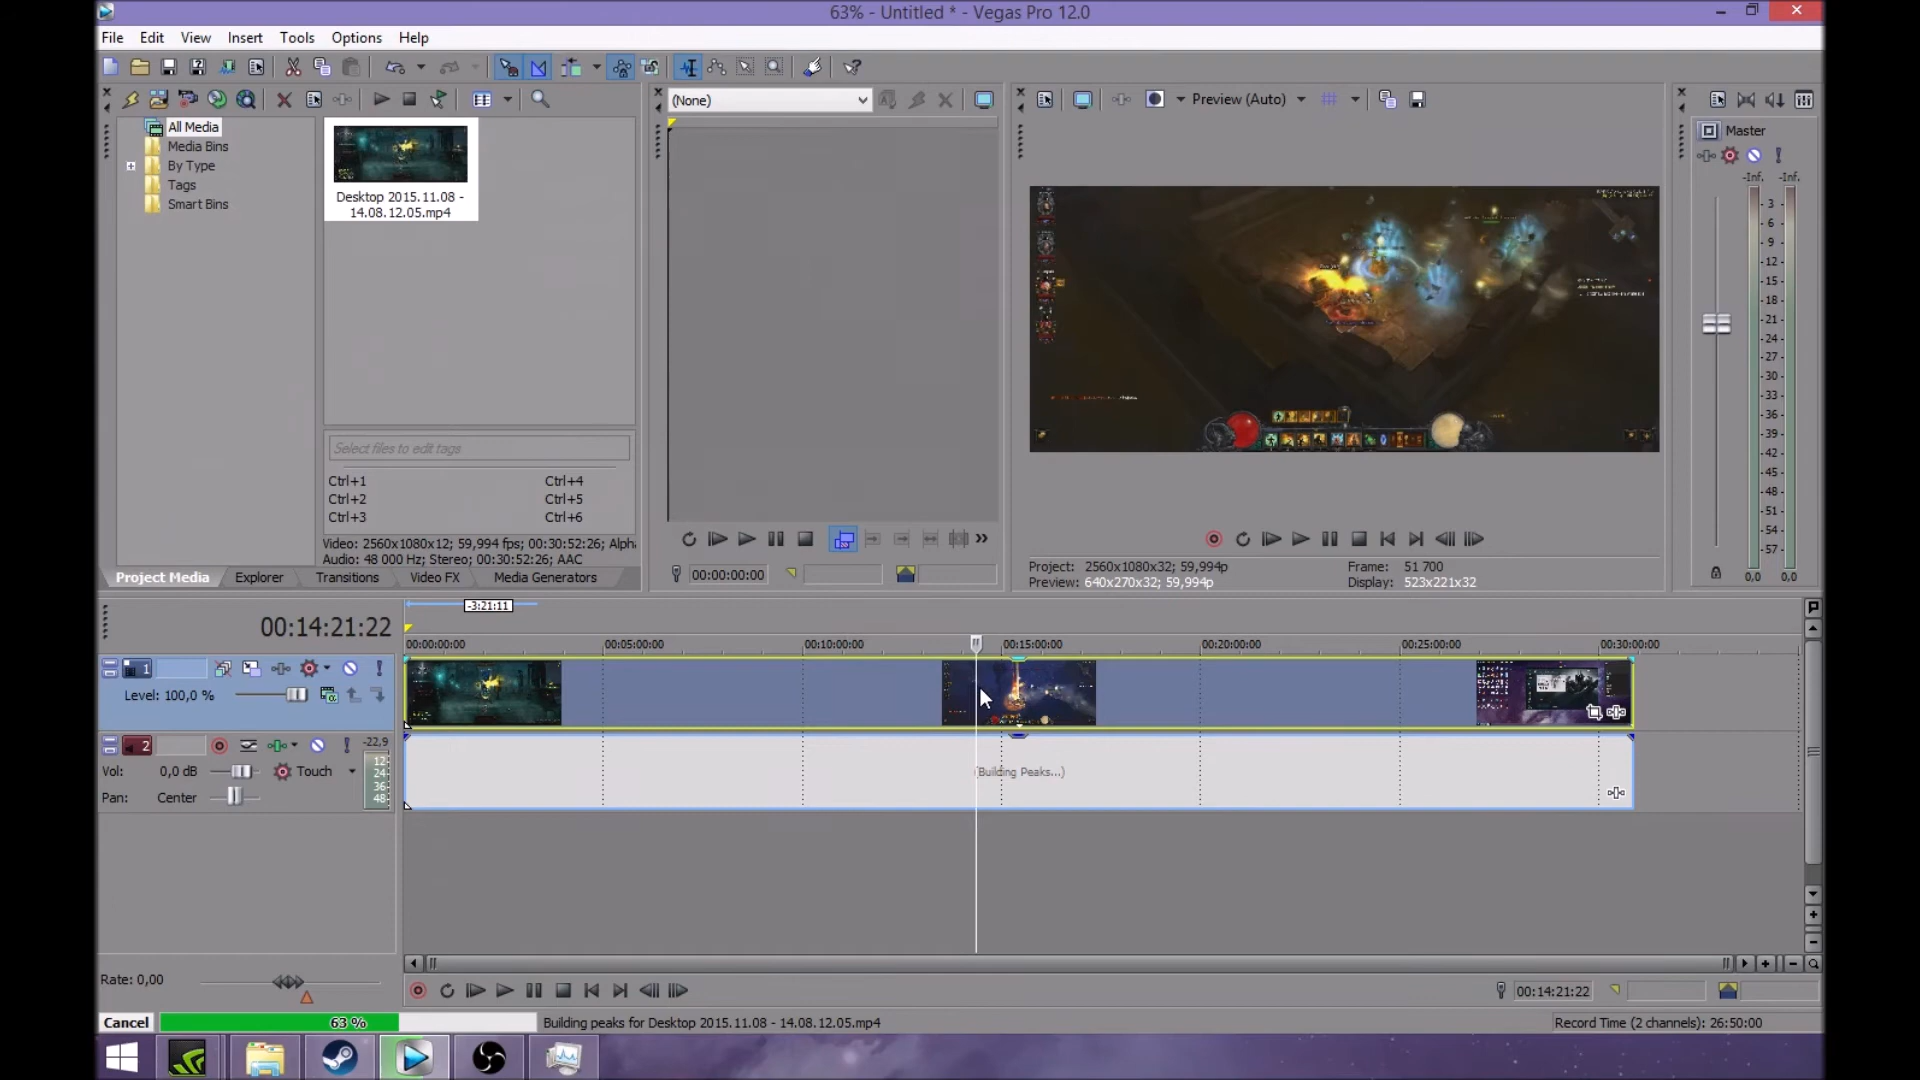 63% - Untitled * - Vegas Pro 12.0
File Edit View Insert Tools Options Help
(None)
Preview (Auto)
All Media
Media Bins
By Type
Tags
Smart Bins
Desktop 2015.11.08 -
14.08.12.05.mp4
Master
-Inf. -Inf.
3
6
9
12
15
18
21
24
27
30
33
36
39
42
45
48
51
54
57
0,0 0,0
Select files to edit tags
Ctrl+1 Ctrl+4
Ctrl+2 Ctrl+5
Ctrl+3 Ctrl+6
Video: 2560x1080x12; 59,994 fps; 00:30:52:26; Alph
Audio: 48 000 Hz; Stereo; 00:30:52:26; AAC
Project Media Explorer Transitions Video FX Media Generators
00:00:00:00
Project: 2560x1080x32; 59,994p Frame: 51 700
Preview: 640x270x32; 59,994p Display: 523x221x32
-3:21:11
00:14:21:22
00:00:00:00 00:05:00:00 00:10:00:00 00:15:00:00 00:20:00:00 00:25:00:00 00:30:00:00
1
Level: 100,0 %
2 -22,9
Vol: 0,0 dB Touch
Pan: Center
12
24
36
48
(Building Peaks...)
Rate: 0,00
00:14:21:22
Cancel 63 % Building peaks for Desktop 2015.11.08 - 14.08.12.05.mp4 Record Time (2 channels): 26:50:00